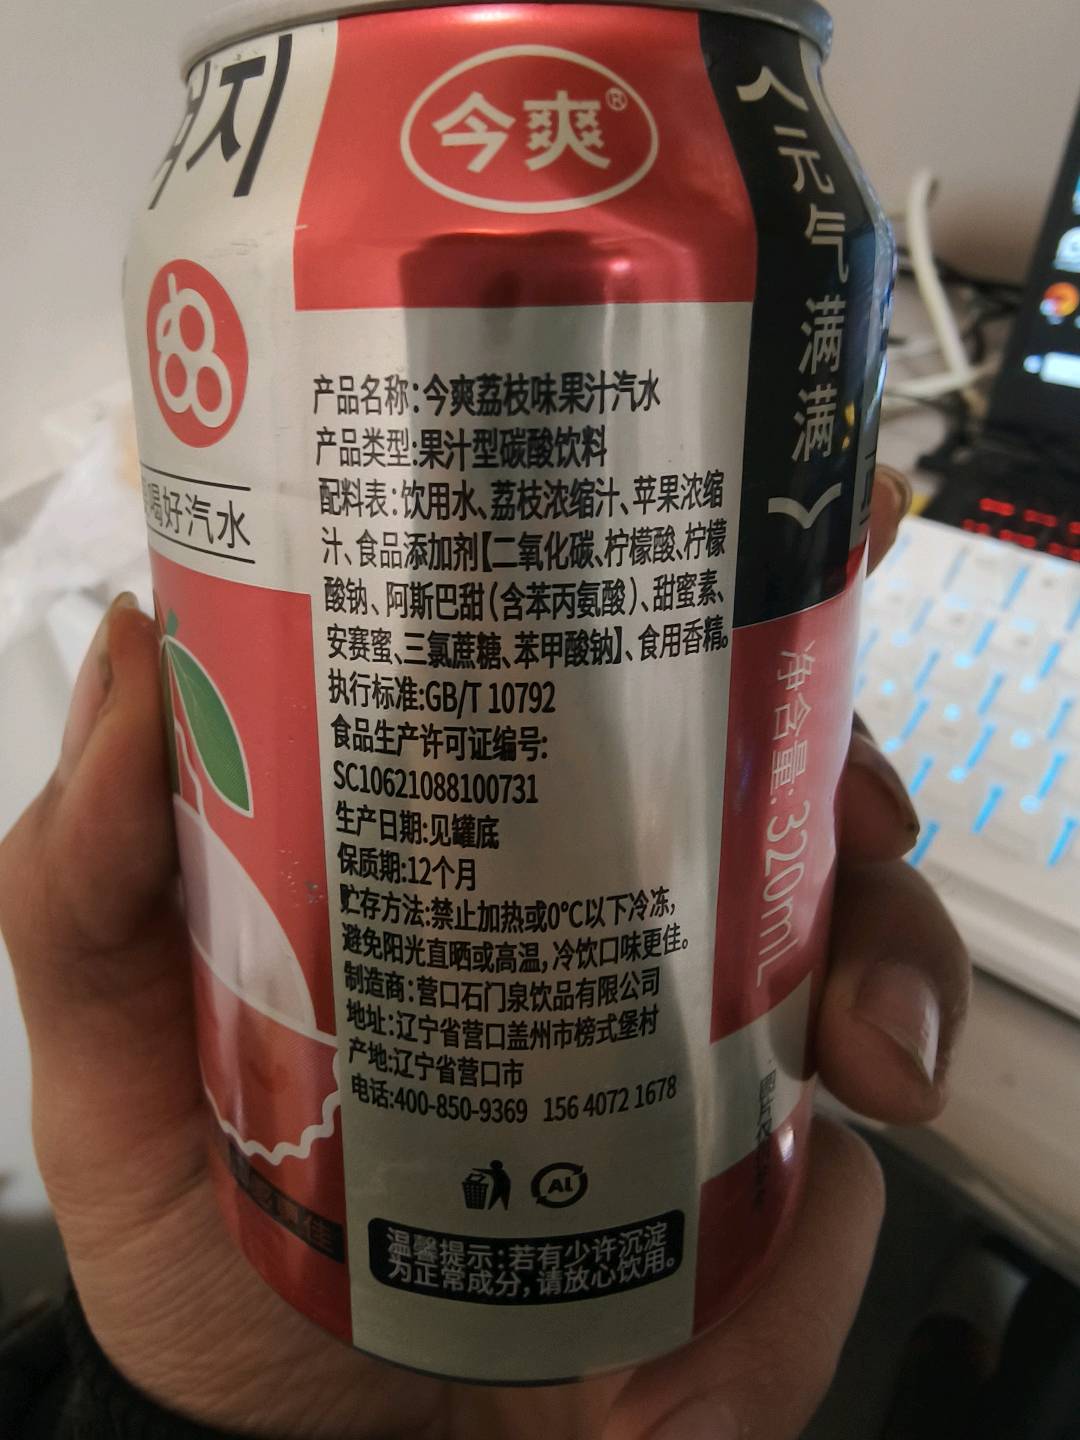 今爽®
元气满满
喝好汽水
产品名称:今爽荔枝味果汁汽水
产品类型:果汁型碳酸饮料
配料表:饮用水、荔枝浓缩汁、苹果浓缩
汁、食品添加剂【二氧化碳、柠檬酸、柠檬
酸钠、阿斯巴甜(含苯丙氨酸)、甜蜜素、
安赛蜜、三氯蔗糖、苯甲酸钠】、食用香精。
执行标准:GB/T 10792
食品生产许可证编号:
SC10621088100731
生产日期:见罐底
保质期:12个月
贮存方法:禁止加热或0℃以下冷冻,
避免阳光直晒或高温,冷饮口味更佳。
制造商:营口石门泉饮品有限公司
地址:辽宁省营口盖州市榜式堡村
产地:辽宁省营口市
电话:400-850-9369 156 4072 1678
AL
温馨提示:若有少许沉淀
为正常成分,请放心饮用。
净含量:320mL
图片仅